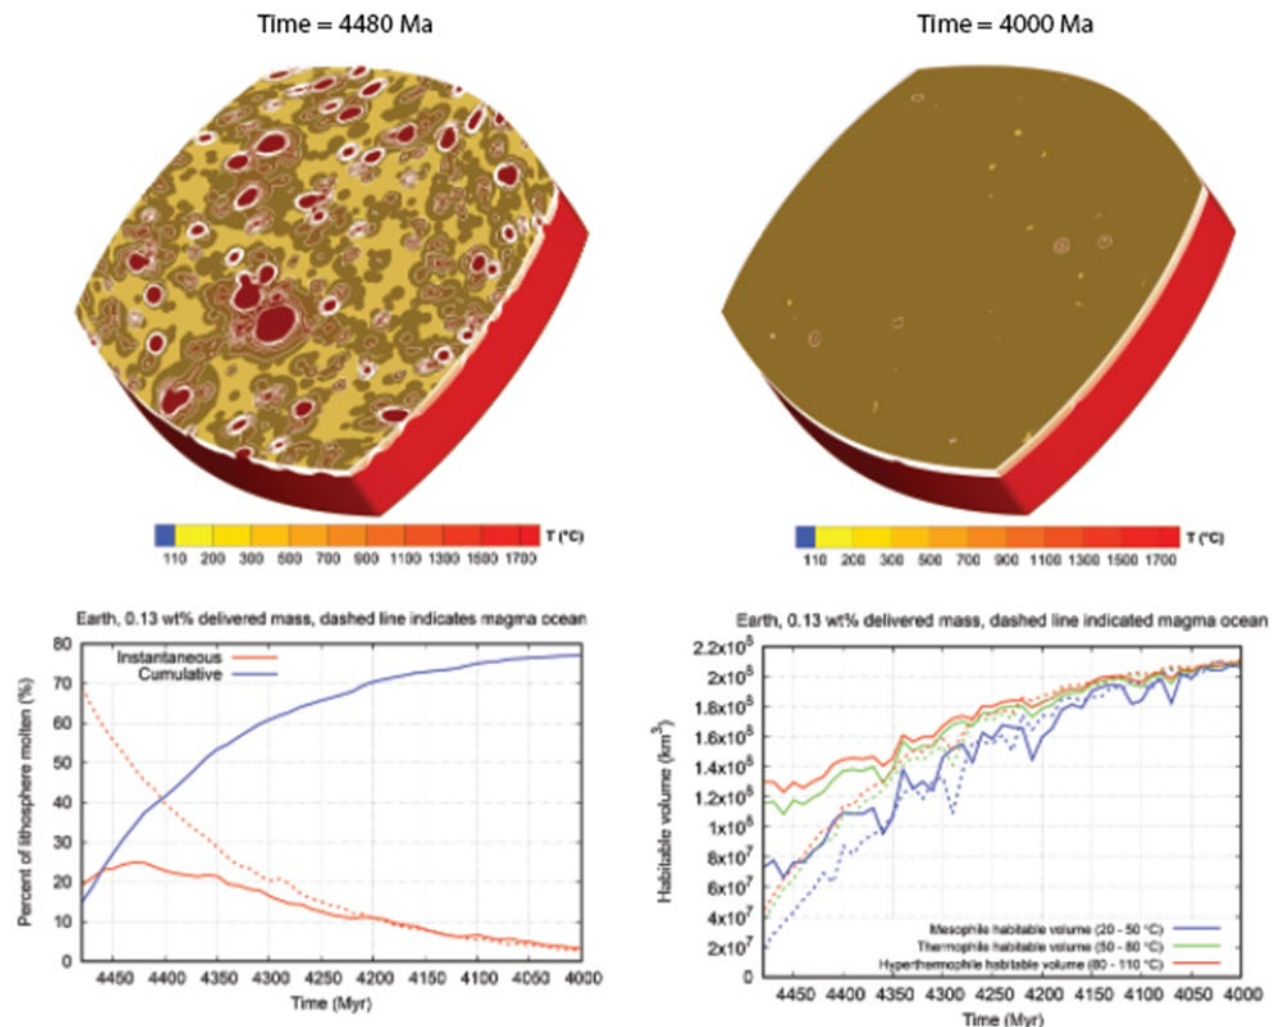 Time = 4480 Ma
Time = 4000 Ma
110 200 300 500 700 900 1100 1300 1500 1700 T (°C)
110 200 300 500 700 900 1100 1300 1500 1700 T (°C)
Earth, 0.13 wt% delivered mass, dashed line indicates magma ocean
80
70
60
50
40
30
20
10
0
Percent of lithosphere molten (%)
Instantaneous
Cumulative
4450 4400 4350 4300 4250 4200 4150 4100 4050 4000
Time (Myr)
Earth, 0.13 wt% delivered mass, dashed line indicated magma ocean
2.2x10⁸
2x10⁸
1.8x10⁸
1.6x10⁸
1.4x10⁸
1.2x10⁸
1x10⁸
8x10⁷
6x10⁷
4x10⁷
2x10⁷
0
Habitable volume (km³)
Mesophile habitable volume (20 - 50 °C)
Thermophile habitable volume (50 - 80 °C)
Hyperthermophile habitable volume (80 - 110 °C)
4450 4400 4350 4300 4250 4200 4150 4100 4050 4000
Time (Myr)